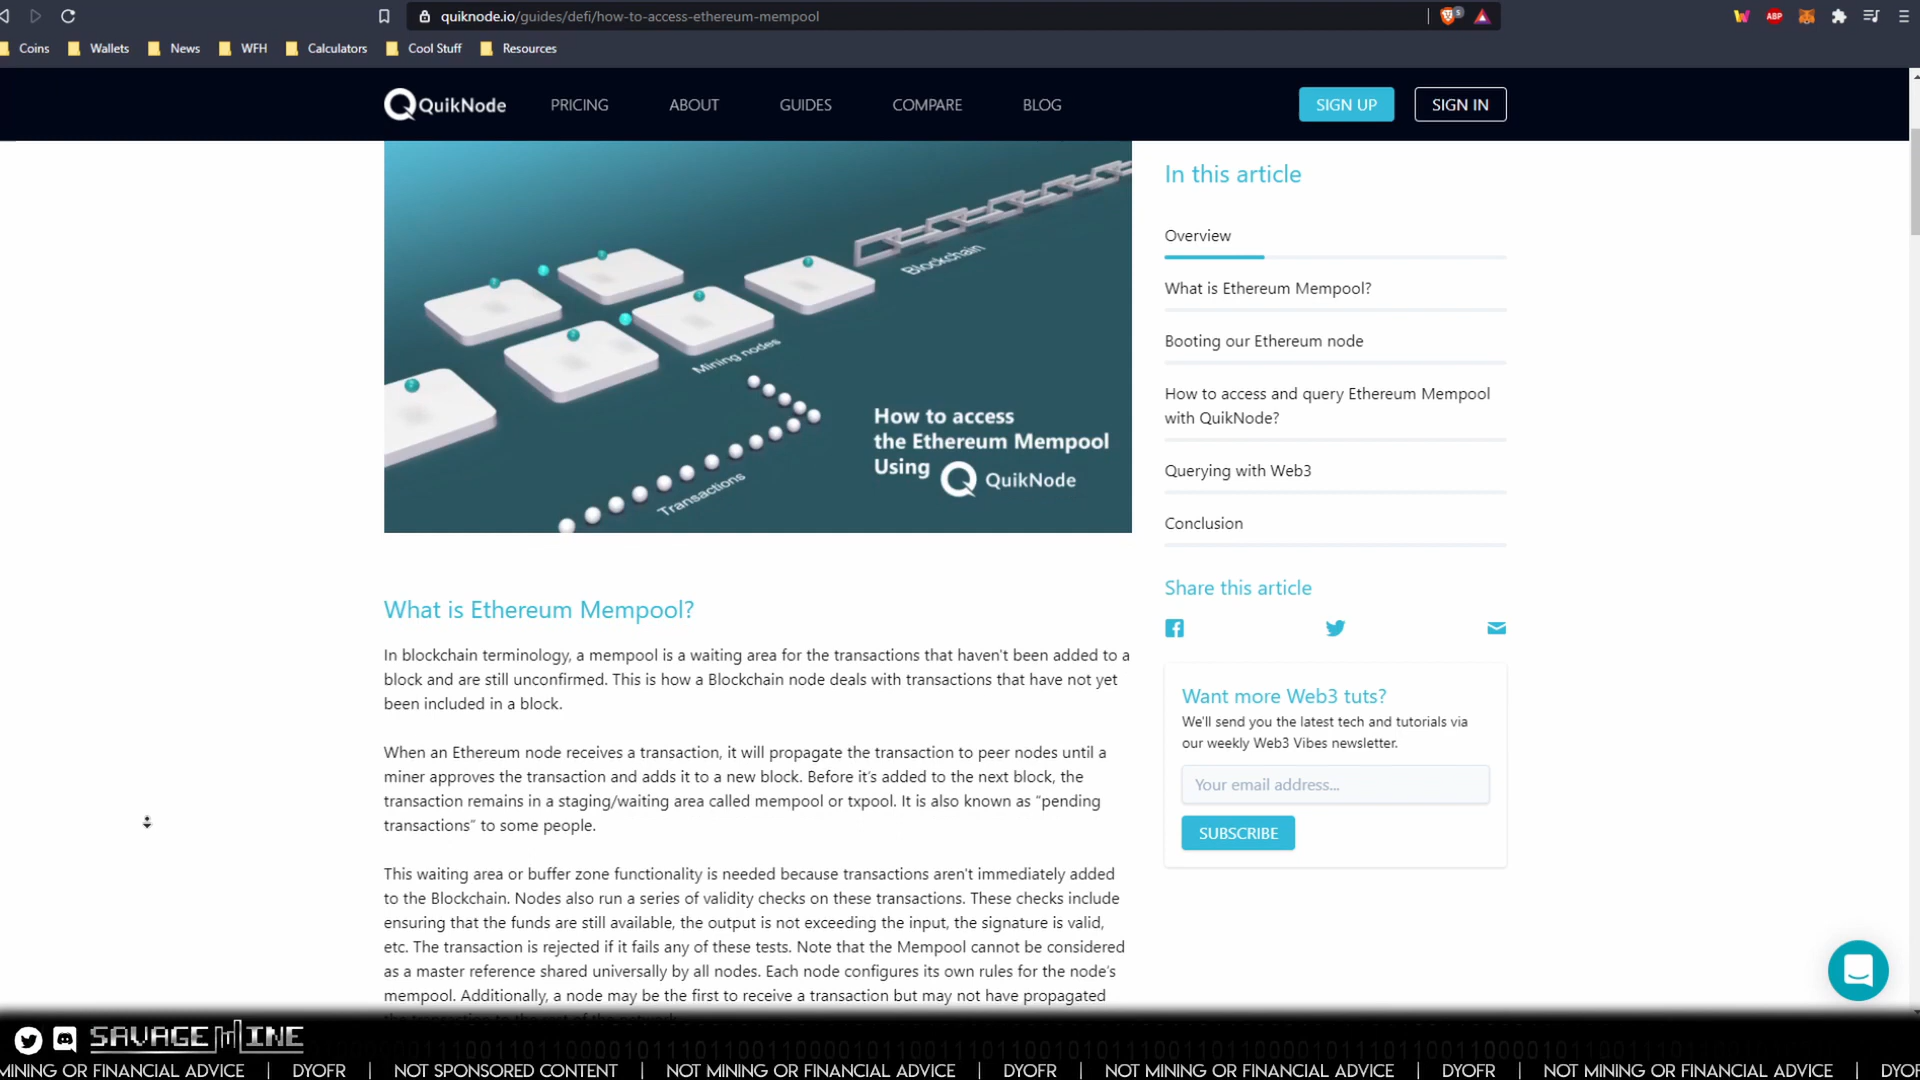 quiknode.io/guides/defi/how-to-access-ethereum-mempool
5
ABP
Coins
Wallets
News
WFH
Calculators
Cool Stuff
Resources
QuikNode
PRICING
ABOUT
GUIDES
COMPARE
BLOG
SIGN UP
SIGN IN
Blockchain
Mining nodes
Transactions
How to access
the Ethereum Mempool
Using QuikNode
In this article
Overview
What is Ethereum Mempool?
Booting our Ethereum node
How to access and query Ethereum Mempool
with QuikNode?
Querying with Web3
Conclusion
Share this article
Want more Web3 tuts?
We'll send you the latest tech and tutorials via
our weekly Web3 Vibes newsletter.
Your email address...
SUBSCRIBE
What is Ethereum Mempool?
In blockchain terminology, a mempool is a waiting area for the transactions that haven't been added to a
block and are still unconfirmed. This is how a Blockchain node deals with transactions that have not yet
been included in a block.
When an Ethereum node receives a transaction, it will propagate the transaction to peer nodes until a
miner approves the transaction and adds it to a new block. Before it's added to the next block, the
transaction remains in a staging/waiting area called mempool or txpool. It is also known as “pending
transactions” to some people.
This waiting area or buffer zone functionality is needed because transactions aren't immediately added
to the Blockchain. Nodes also run a series of validity checks on these transactions. These checks include
ensuring that the funds are still available, the output is not exceeding the input, the signature is valid,
etc. The transaction is rejected if it fails any of these tests. Note that the Mempool cannot be considered
as a master reference shared universally by all nodes. Each node configures its own rules for the node's
mempool. Additionally, a node may be the first to receive a transaction but may not have propagated
SAVAGE MINE
MINING OR FINANCIAL ADVICE | DYOFR | NOT SPONSORED CONTENT | NOT MINING OR FINANCIAL ADVICE | DYOFR | NOT MINING OR FINANCIAL ADVICE | DYOFR | NOT MINING OR FINANCIAL ADVICE |